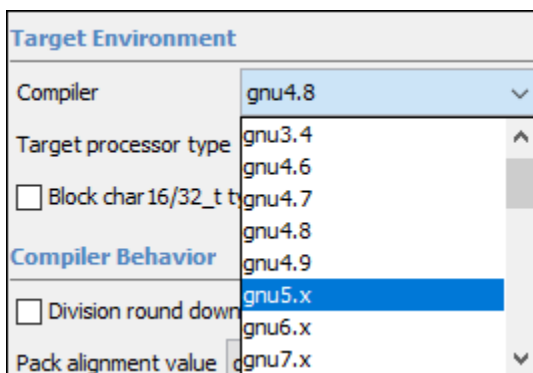 Target Environment
Compiler
gnu4.8
Target processor type
gnu3.4
gnu4.6
Block char16/32_t
gnu4.7
gnu4.8
Compiler Behavior
gnu4.9
gnu5.x
Division round down
gnu6.x
Pack alignment value
gnu7.x